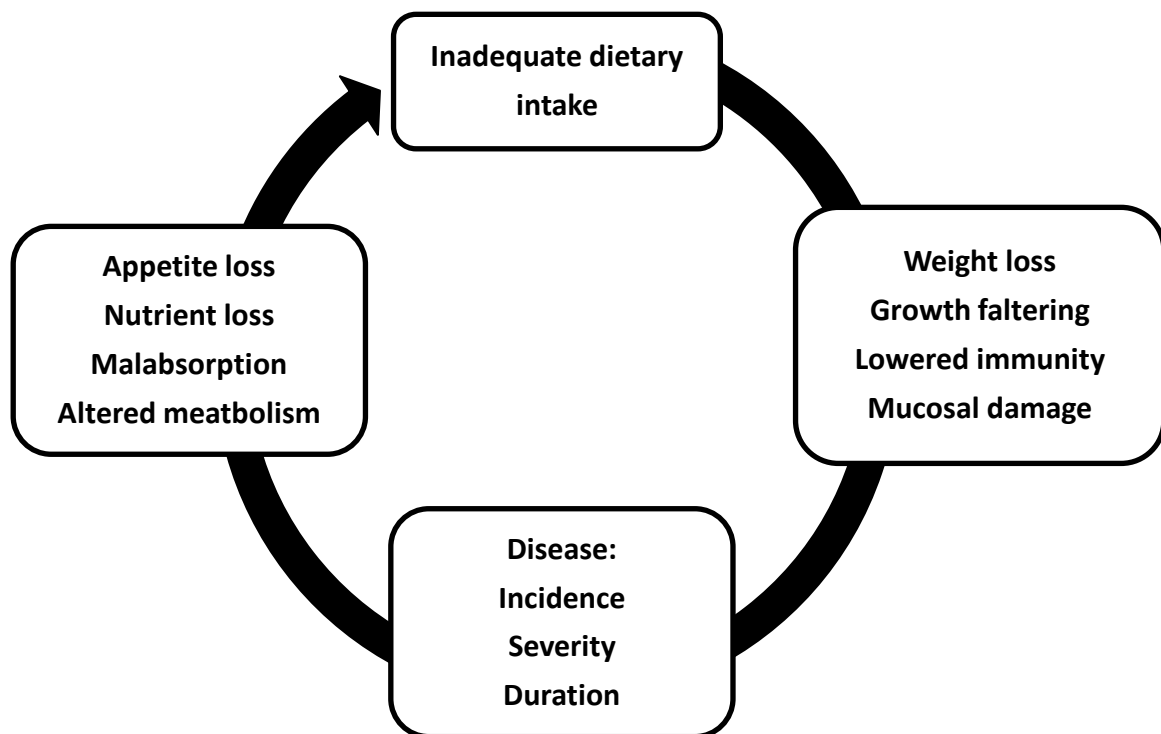 Inadequate dietary
intake
Weight loss
Growth faltering
Lowered immunity
Mucosal damage
Disease:
Incidence
Severity
Duration
Appetite loss
Nutrient loss
Malabsorption
Altered meatbolism